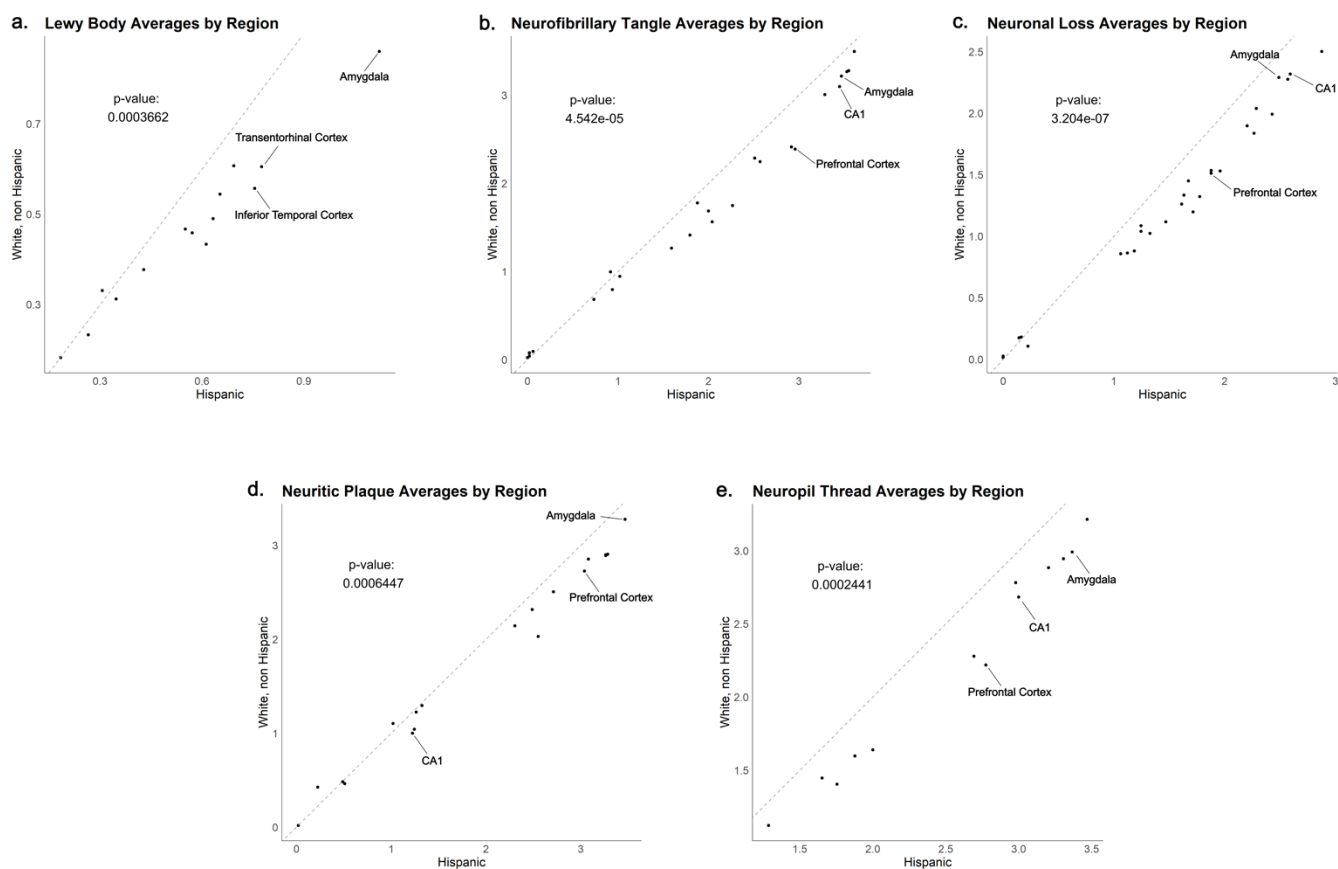 a. Lewy Body Averages by Region
p-value:
0.0003662
Amygdala
Transentorhinal Cortex
Inferior Temporal Cortex
White, non Hispanic
0.7
0.5
0.3
0.3 0.6 0.9
Hispanic
b. Neurofibrillary Tangle Averages by Region
p-value:
4.542e-05
Amygdala
CA1
Prefrontal Cortex
White, non Hispanic
3
2
1
0
0 1 2 3
Hispanic
c. Neuronal Loss Averages by Region
Amygdala
CA1
p-value:
3.204e-07
Prefrontal Cortex
White, non Hispanic
2.5
2.0
1.5
1.0
0.5
0.0
0 1 2 3
Hispanic
d. Neuritic Plaque Averages by Region
Amygdala
p-value:
0.0006447
Prefrontal Cortex
CA1
White, non Hispanic
3
2
1
0
0 1 2 3
Hispanic
e. Neuropil Thread Averages by Region
p-value:
0.0002441
Amygdala
CA1
Prefrontal Cortex
White, non Hispanic
3.0
2.5
2.0
1.5
1.5 2.0 2.5 3.0 3.5
Hispanic